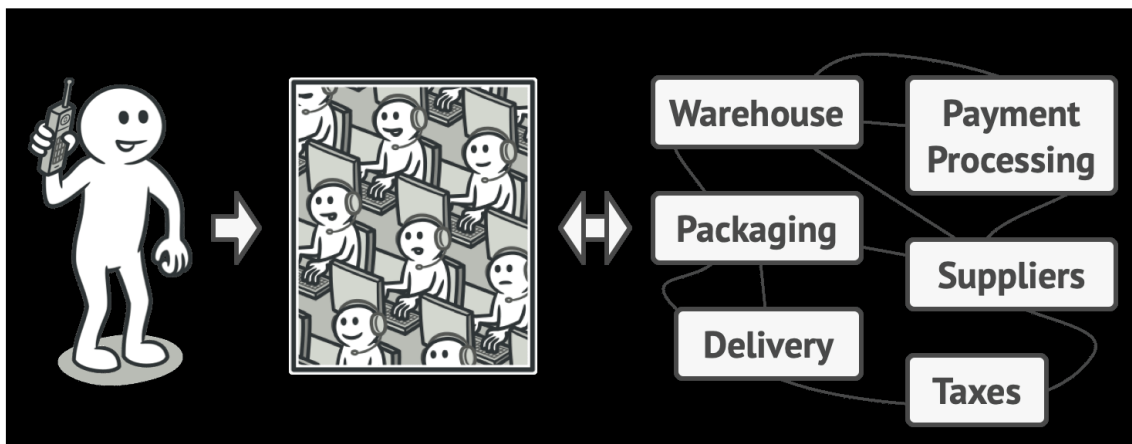 Warehouse
Payment
Processing
Packaging
Suppliers
Delivery
Taxes